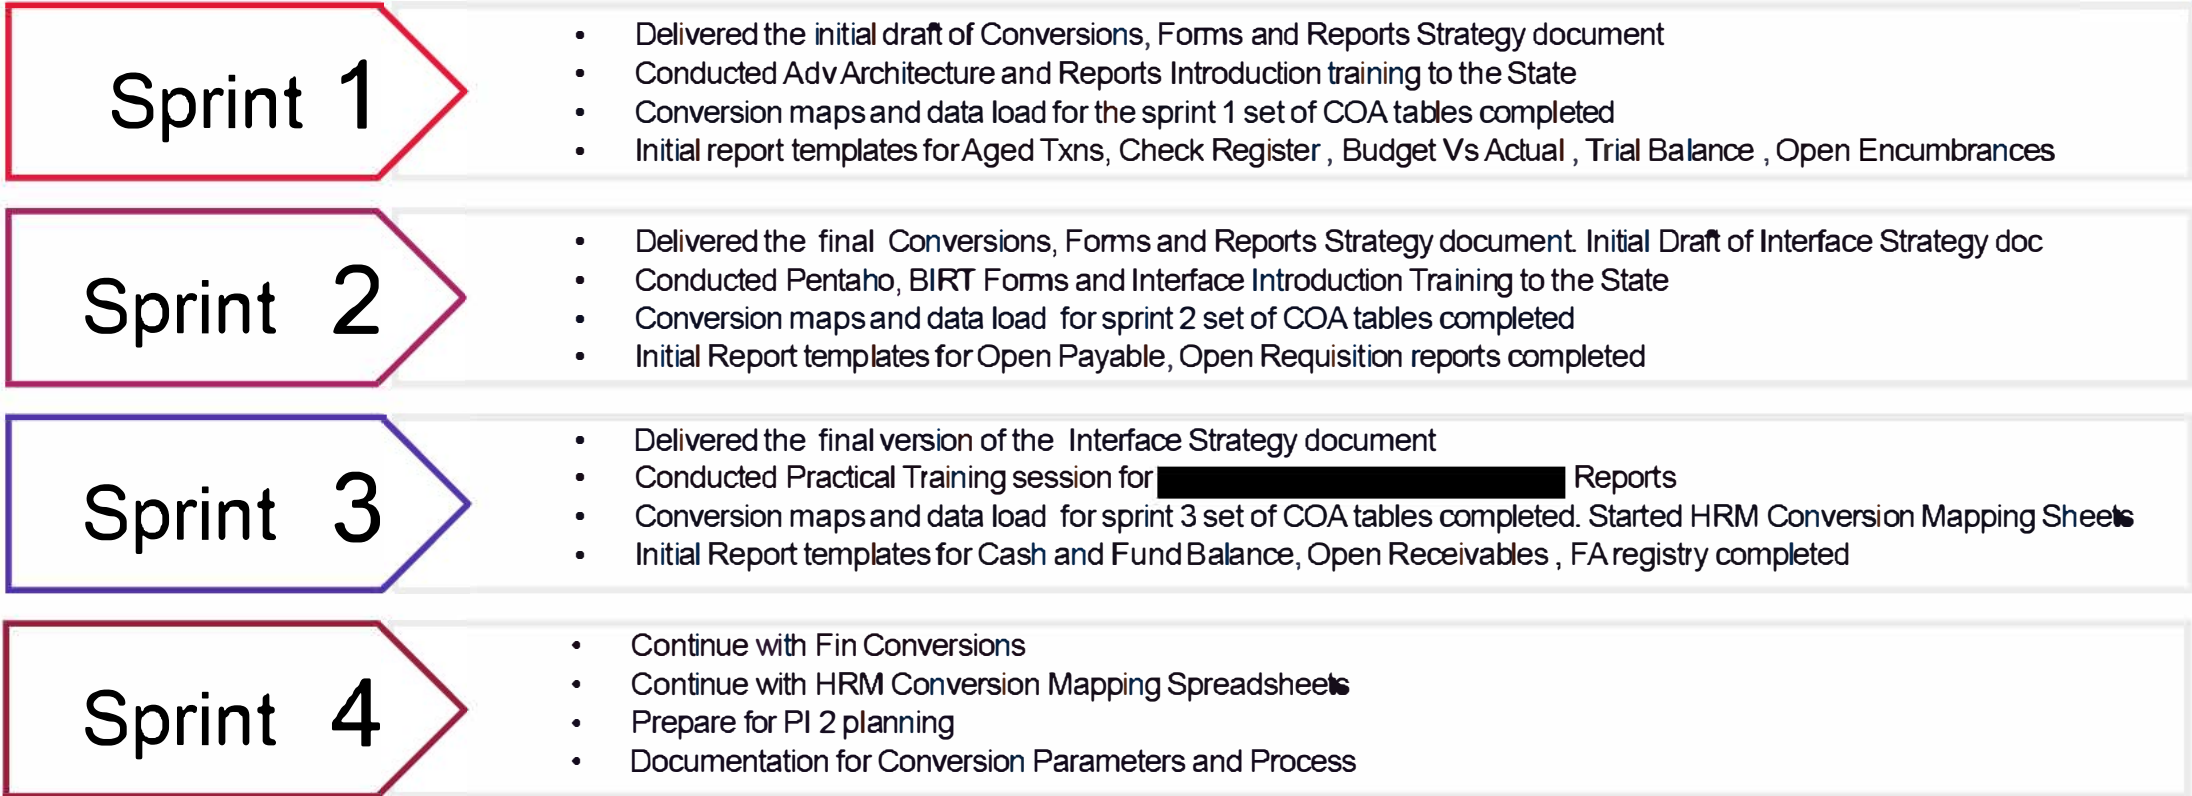 Sprint 1
• Delivered the initial draft of Conversions, Forms and Reports Strategy document
• Conducted Adv Architecture and Reports Introduction training to the State
• Conversion maps and data load for the sprint 1 set of COA tables completed
• Initial report templates for Aged Txns, Check Register , Budget Vs Actual , Trial Balance , Open Encumbrances
Sprint 2
• Delivered the final Conversions, Forms and Reports Strategy document. Initial Draft of Interface Strategy doc
• Conducted Pentaho, BIRT Forms and Interface Introduction Training to the State
• Conversion maps and data load for sprint 2 set of COA tables completed
• Initial Report templates for Open Payable, Open Requisition reports completed
Sprint 3
• Delivered the final version of the Interface Strategy document
• Conducted Practical Training session for Reports
• Conversion maps and data load for sprint 3 set of COA tables completed. Started HRM Conversion Mapping Sheets
• Initial Report templates for Cash and Fund Balance, Open Receivables , FA registry completed
Sprint 4
• Continue with Fin Conversions
• Continue with HRM Conversion Mapping Spreadsheets
• Prepare for PI 2 planning
• Documentation for Conversion Parameters and Process